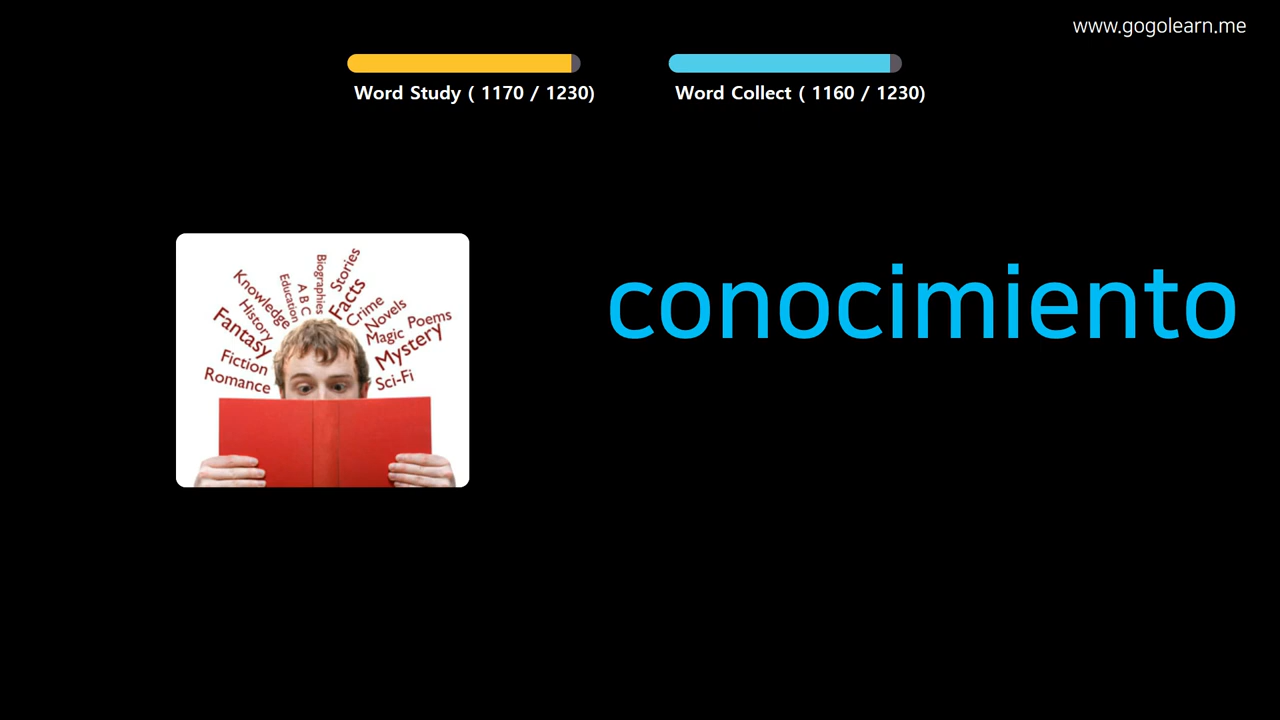 www.gogolearn.me
Word Study ( 1170 / 1230)
Word Collect ( 1160 / 1230)
conocimiento
Knowledge
History
Fantasy
Fiction
Romance
Education
A B C
Biographies
Stories
Facts
Crime
Novels
Magic
Poems
Mystery
Sci-Fi